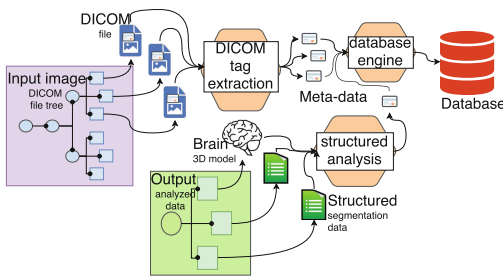 DICOM
file
Input image
DICOM
file tree
DICOM
tag
extraction
Meta-data
database
engine
Database
Brain
3D model
structured
analysis
Output
analyzed
data
Structured
segmentation
data